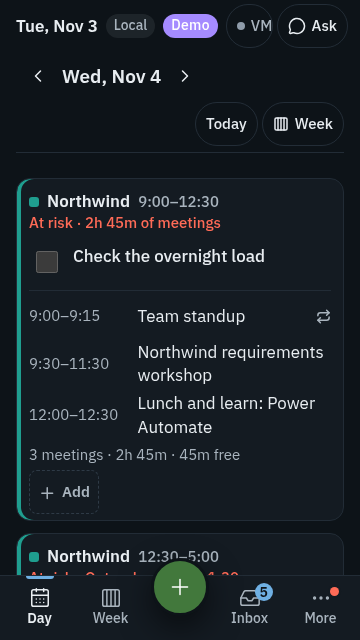 Tue, Nov 3 Local Demo VM Ask
Wed, Nov 4
Today Week
Northwind 9:00–12:30
At risk · 2h 45m of meetings
Check the overnight load
9:00–9:15 Team standup
9:30–11:30 Northwind requirements
workshop
12:00–12:30 Lunch and learn: Power
Automate
3 meetings · 2h 45m · 45m free
Add
Northwind 12:30–5:00
5
Day Week Inbox More